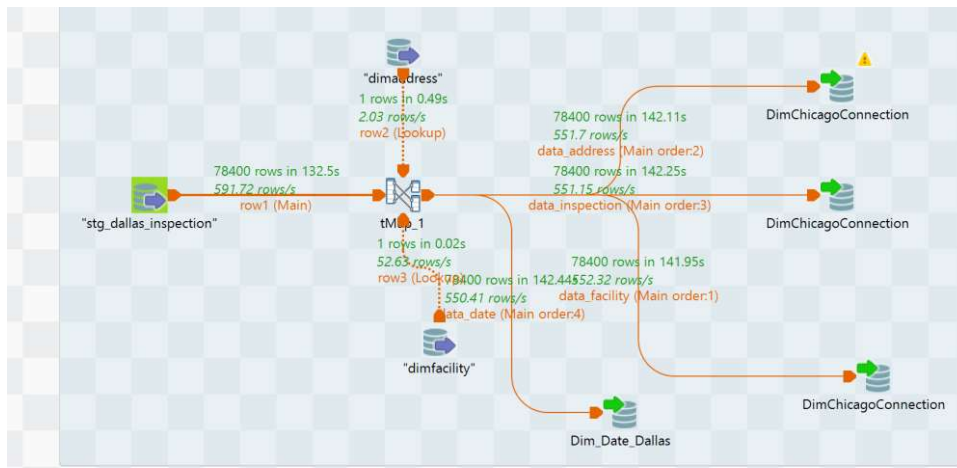 "dimaddress"
1 rows in 0.49s
2.03 rows/s
row2 (Lookup)
DimChicagoConnection
78400 rows in 142.11s
551.7 rows/s
data_address (Main order:2)
78400 rows in 132.5s
591.72 rows/s
row1 (Main)
78400 rows in 142.25s
551.15 rows/s
data_inspection (Main order:3)
"stg_dallas_inspection"
tMap_1
DimChicagoConnection
1 rows in 0.02s
52.63 rows/s
row3 (Lookup)
78400 rows in 142.44s
550.41 rows/s
data_date (Main order:4)
78400 rows in 141.95s
552.32 rows/s
data_facility (Main order:1)
"dimfacility"
DimChicagoConnection
Dim_Date_Dallas